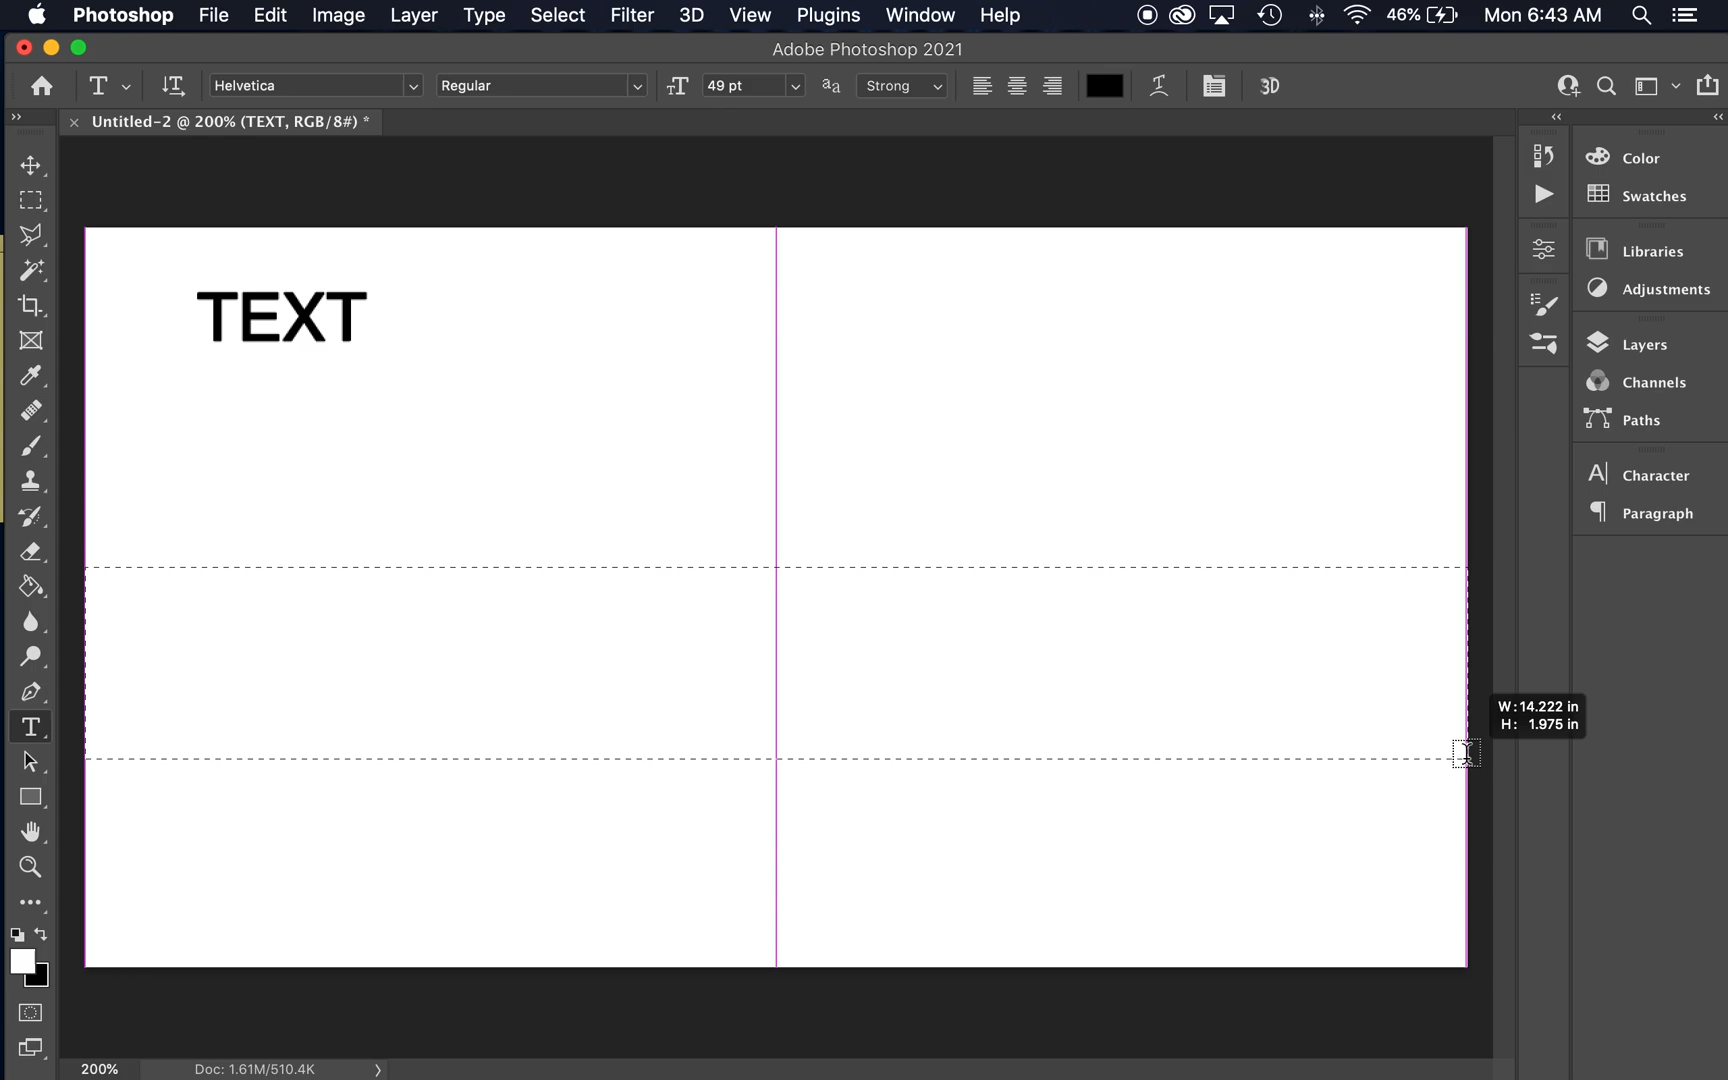 Photoshop File Edit Image Layer Type Select Filter 3D View Plugins Window Help 46% Mon 6:43 AM
Adobe Photoshop 2021
T Helvetica Regular 49 pt aa Strong 3D
× Untitled-2 @ 200% (TEXT, RGB/8#) *
Color
Swatches
Libraries
Adjustments
Layers
Channels
Paths
Character
Paragraph
TEXT
W: 14.222 in
H: 1.975 in
200% Doc: 1.61M/510.4K